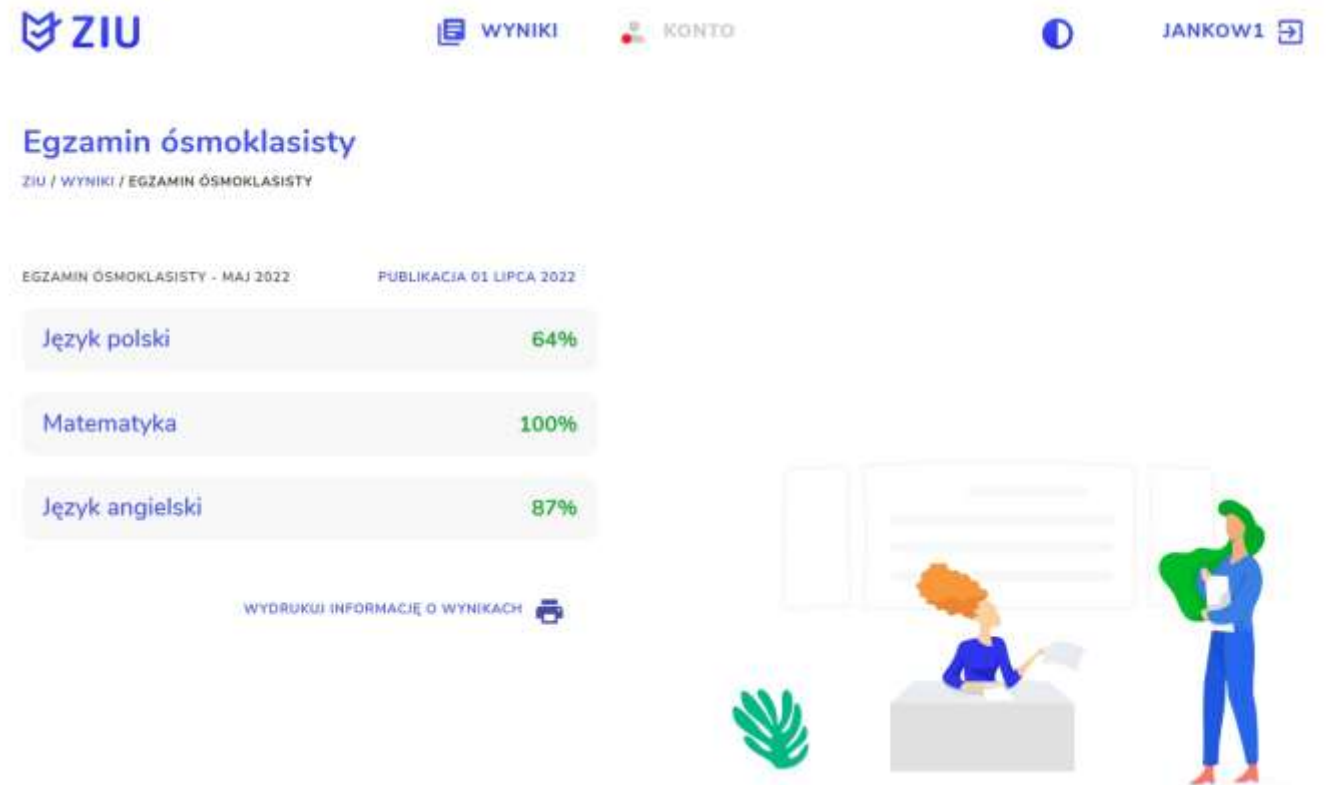 ZIU
WYNIKI
KONTO
JANKOW1
Egzamin ósmoklasisty
ZIU / WYNIKI / EGZAMIN ÓSMOKLASISTY
EGZAMIN ÓSMOKLASISTY - MAJ 2022
PUBLIKACJA 01 LIPCA 2022
Język polski 64%
Matematyka 100%
Język angielski 87%
WYDRUKUJ INFORMACJĘ O WYNIKACH